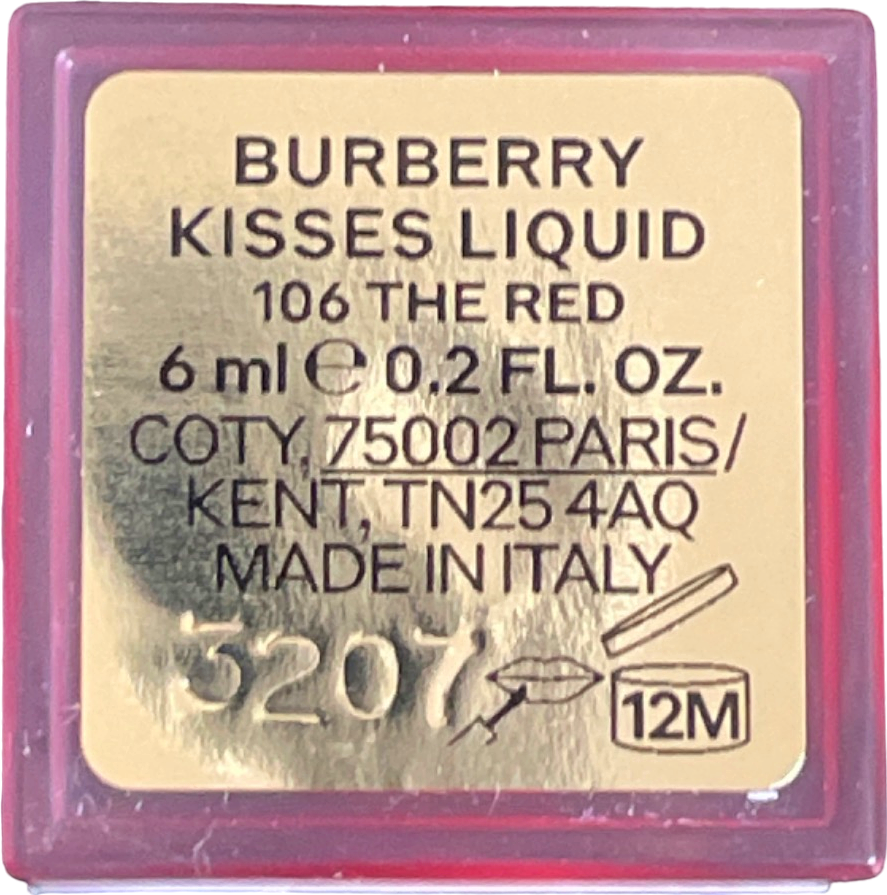 BURBERRY
KISSES LIQUID
106 THE RED
6 ml ℮ 0.2 FL. OZ.
COTY, 75002 PARIS/
KENT, TN25 4AQ
MADE IN ITALY
3207
12M